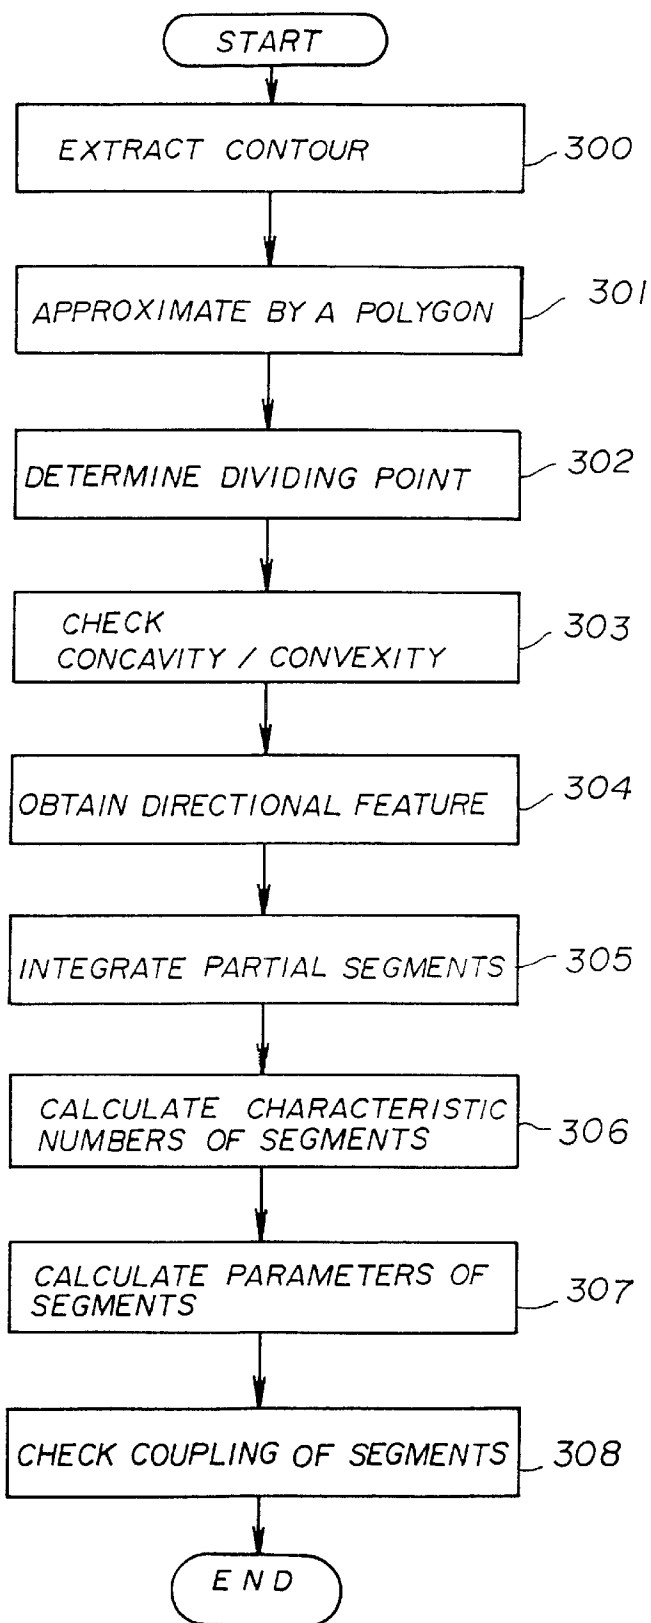 START
EXTRACT CONTOUR
300
APPROXIMATE BY A POLYGON
301
DETERMINE DIVIDING POINT
302
CHECK
CONCAVITY / CONVEXITY
303
OBTAIN DIRECTIONAL FEATURE
304
INTEGRATE PARTIAL SEGMENTS
305
CALCULATE CHARACTERISTIC
NUMBERS OF SEGMENTS
306
CALCULATE PARAMETERS OF
SEGMENTS
307
CHECK COUPLING OF SEGMENTS
308
END